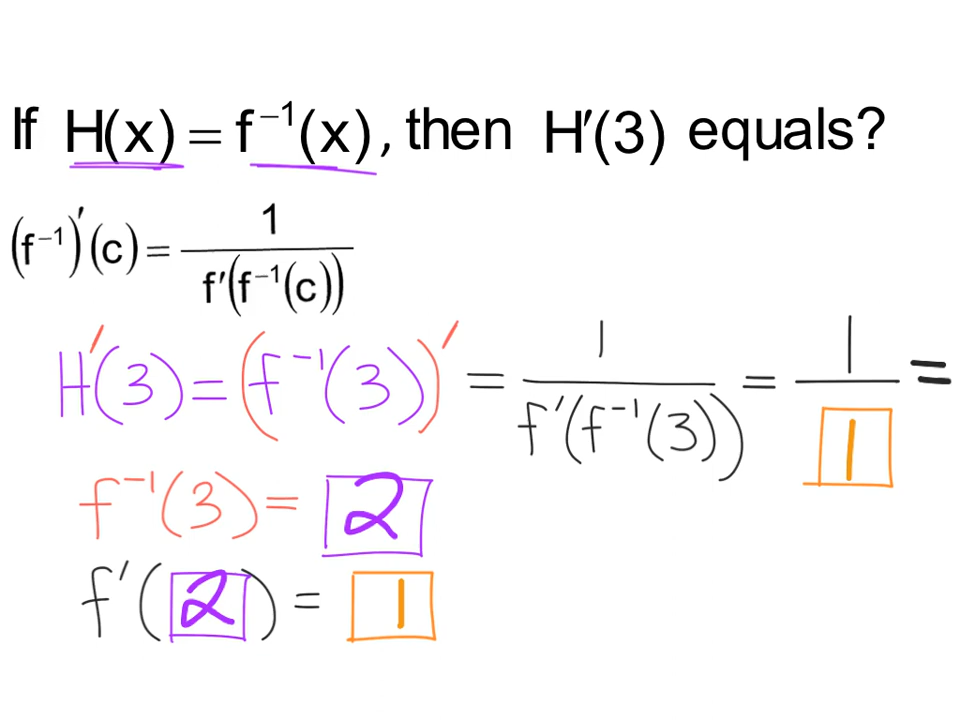 If H(x) = f⁻¹(x), then H′(3) equals?
(f⁻¹)′(c) = 1 / f′(f⁻¹(c))
H′(3) = (f⁻¹(3))′ = 1 / f′(f⁻¹(3)) = 1 / 1 =
f⁻¹(3) = 2
f′(2) = 1